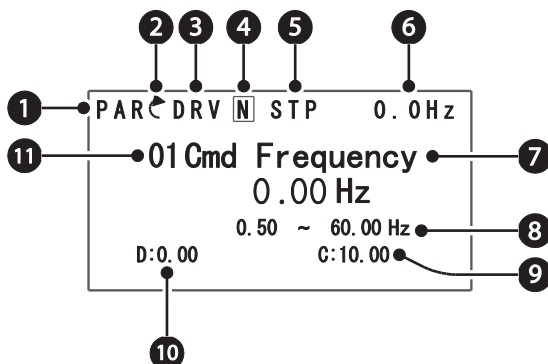 2 3 4 5 6
1 PAR DRV N STP 0.0Hz
11 01 Cmd Frequency 7
0.00 Hz
0.50 ~ 60.00 Hz 8
D:0.00 C:10.00 9
10